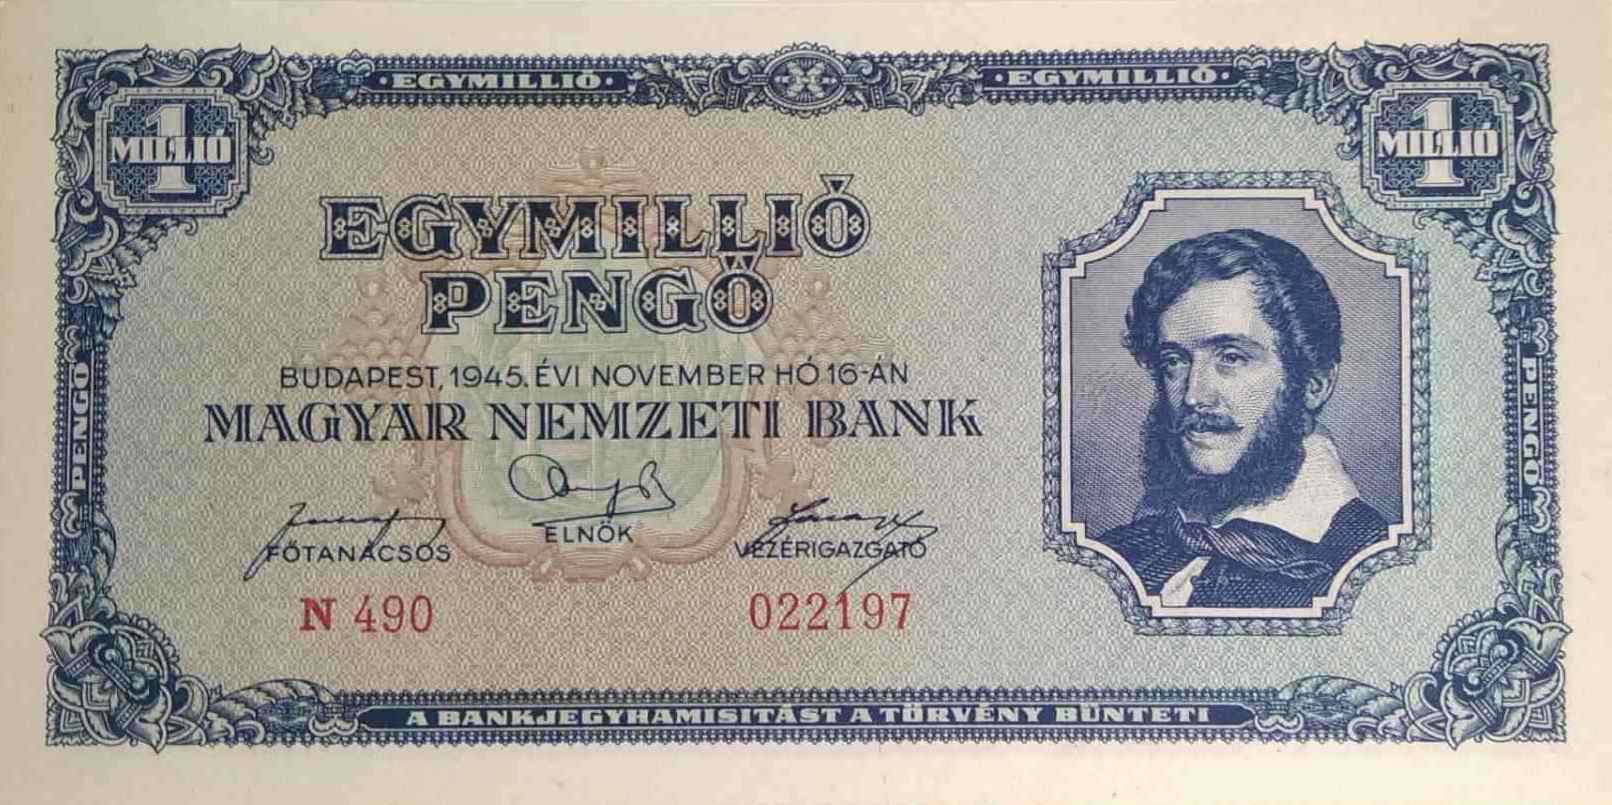 ·EGYMILLIÓ· ·EGYMILLIÓ·
1 MILLIÓ 1 MILLIÓ
EGYMILLIÓ
PENGŐ
BUDAPEST, 1945. ÉVI NOVEMBER HÓ 16-ÁN
MAGYAR NEMZETI BANK
PENGŐ PENGŐ
ELNÖK
FŐTANÁCSOS VEZÉRIGAZGATÓ
N 490 022197
A BANKJEGYHAMISÍTÁST A TÖRVÉNY BÜNTETI